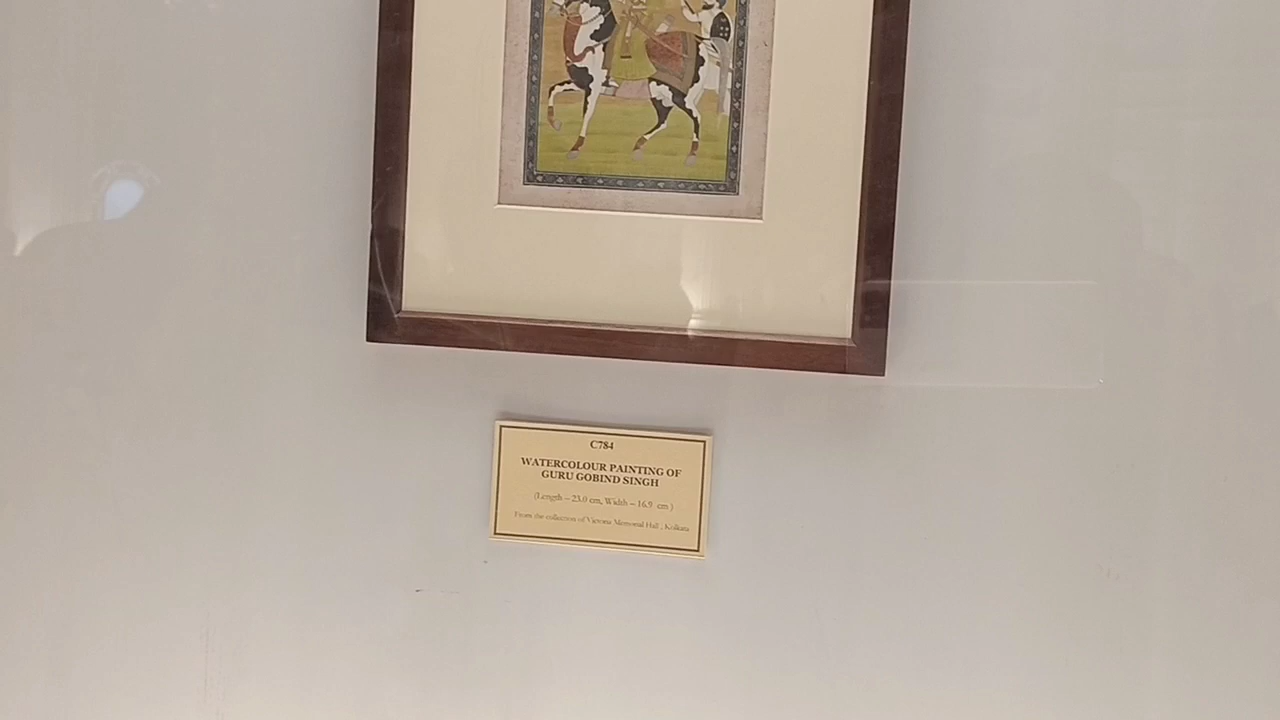 C784
WATERCOLOUR PAINTING OF
GURU GOBIND SINGH
(Length – 23.0 cm, Width – 16.9 cm )
From the collection of Victoria Memorial Hall , Kolkata